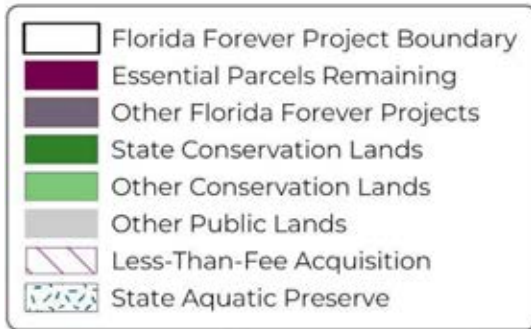 Florida Forever Project Boundary
Essential Parcels Remaining
Other Florida Forever Projects
State Conservation Lands
Other Conservation Lands
Other Public Lands
Less-Than-Fee Acquisition
State Aquatic Preserve